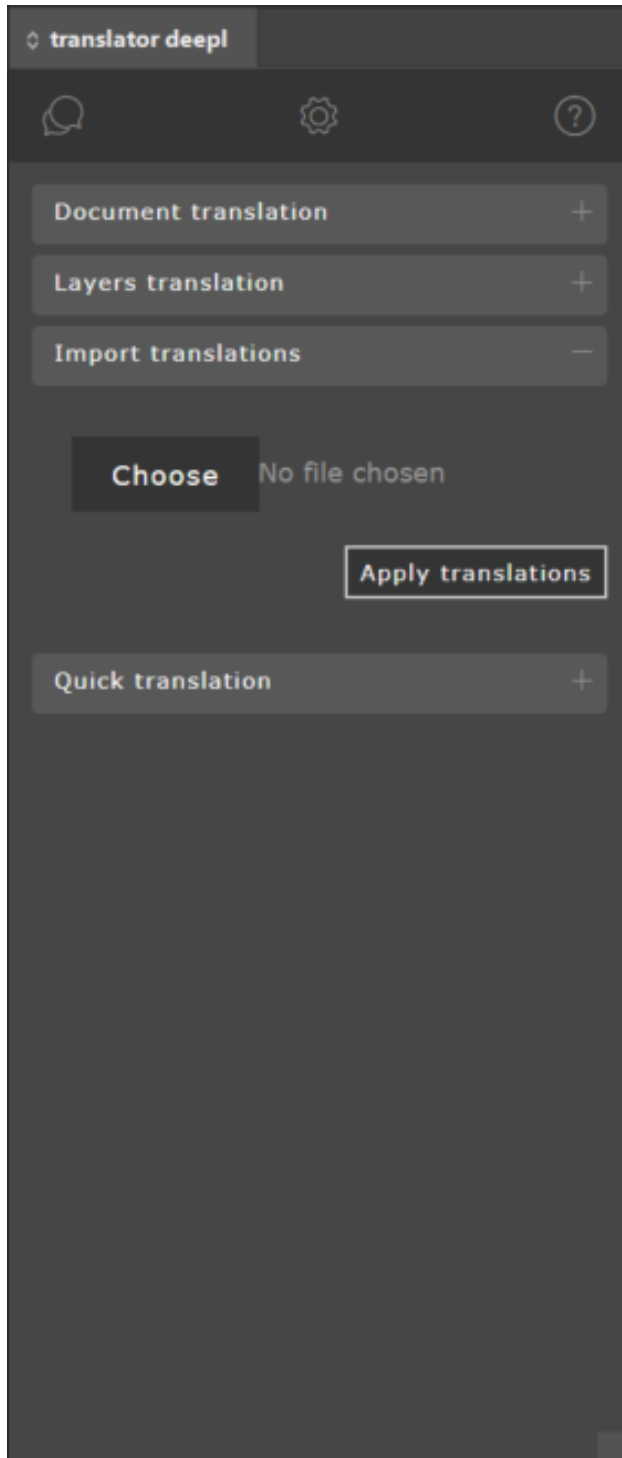 translator deepl
?
Document translation +
Layers translation +
Import translations −
Choose No file chosen
Apply translations
Quick translation +